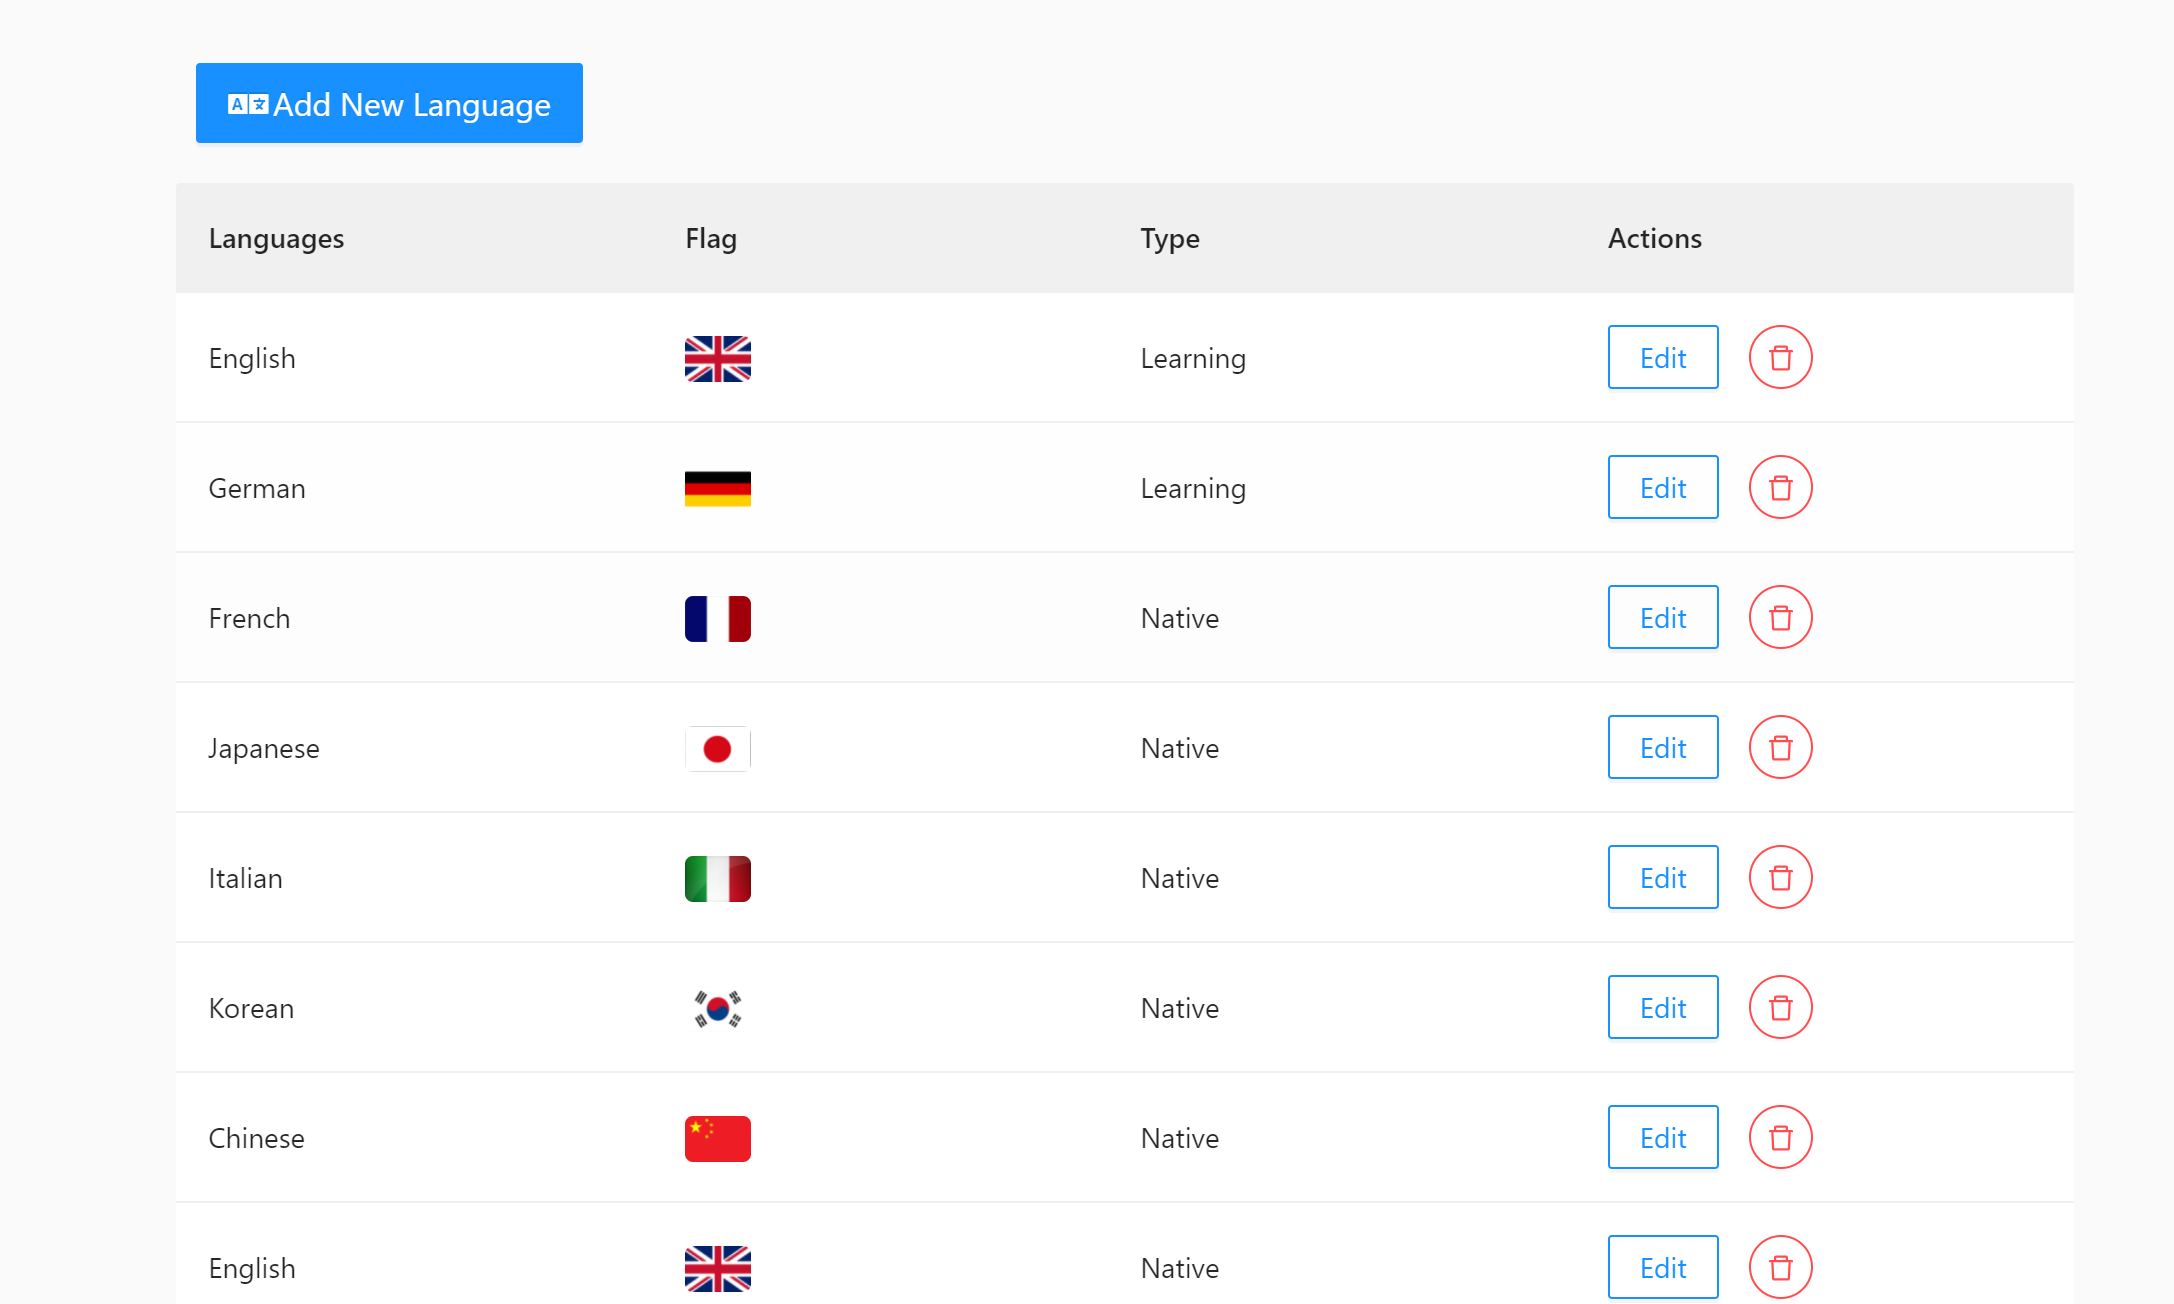 Add New Language
Languages Flag Type Actions
English Learning Edit
German Learning Edit
French Native Edit
Japanese Native Edit
Italian Native Edit
Korean Native Edit
Chinese Native Edit
English Native Edit